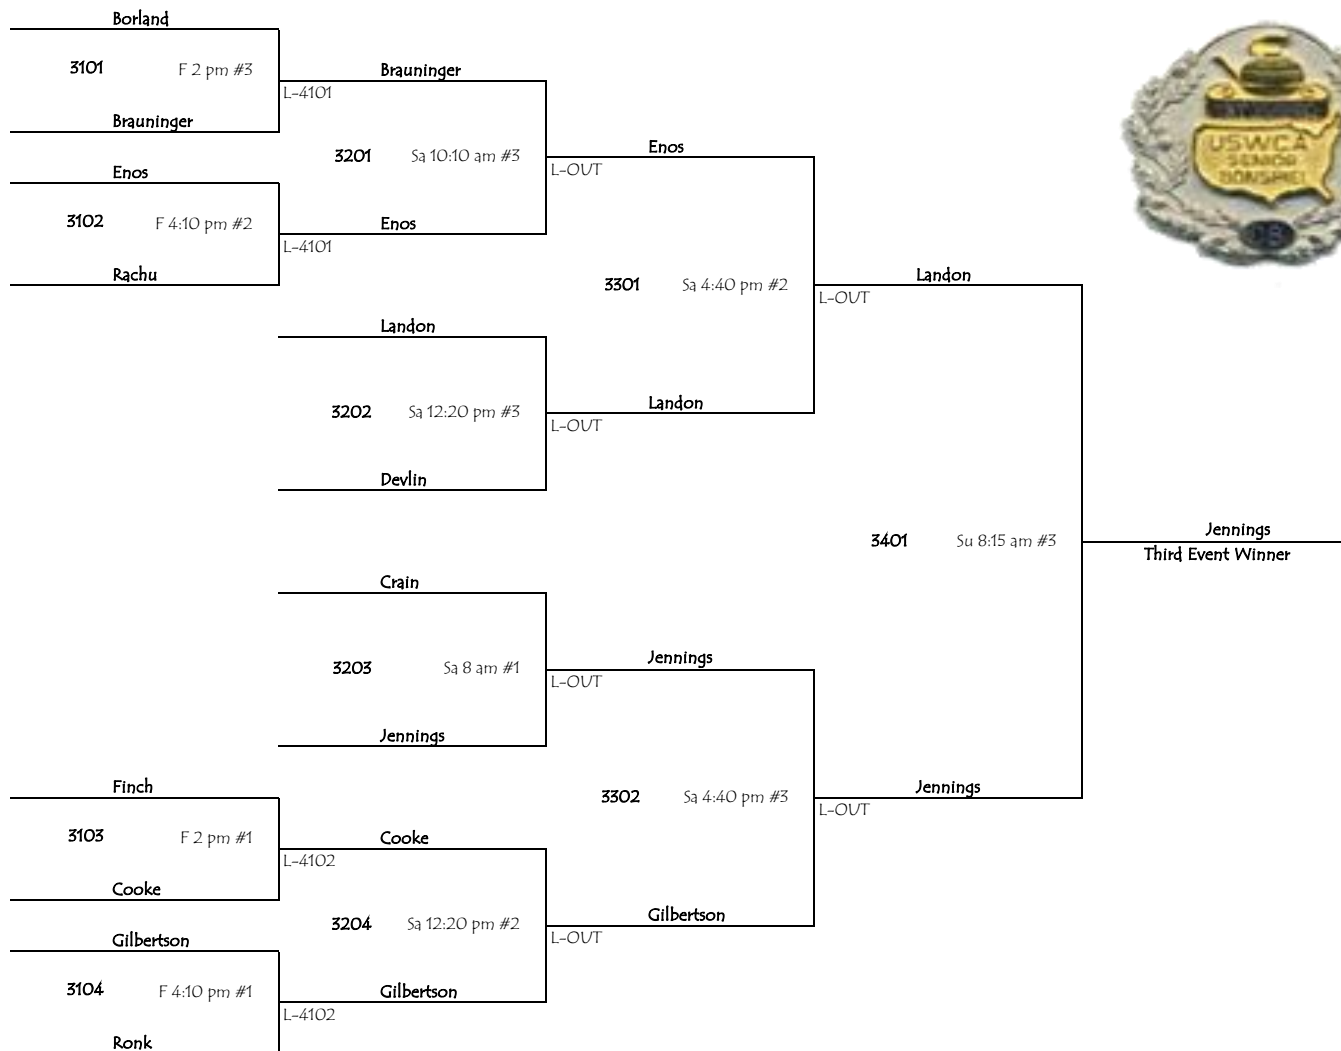 Borland
3101 F 2 pm #3
Brauninger
L-4101
Brauninger
3201 Sa 10:10 am #3
Enos
L-OUT
Enos
3102 F 4:10 pm #2
Enos
L-4101
Rachu
3301 Sa 4:40 pm #2
Landon
L-OUT
Landon
3202 Sa 12:20 pm #3
Landon
L-OUT
Devlin
3401 Su 8:15 am #3
Jennings
Third Event Winner
Crain
3203 Sa 8 am #1
Jennings
L-OUT
Jennings
Finch
3302 Sa 4:40 pm #3
Jennings
L-OUT
3103 F 2 pm #1
Cooke
L-4102
Cooke
3204 Sa 12:20 pm #2
Gilbertson
L-OUT
Gilbertson
3104 F 4:10 pm #1
Gilbertson
L-4102
Ronk
USWCA
SENIOR
BONSPIEL